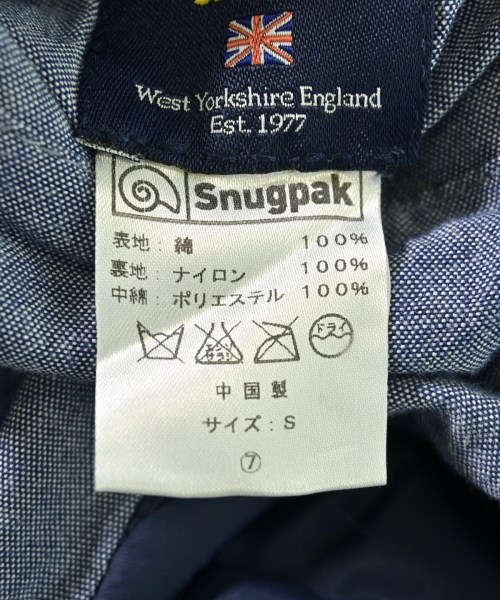 West Yorkshire England
Est. 1977
Snugpak
表地: 綿 100%
裏地: ナイロン 100%
中綿: ポリエステル 100%
ドライ
中国製
サイズ: S
⑦